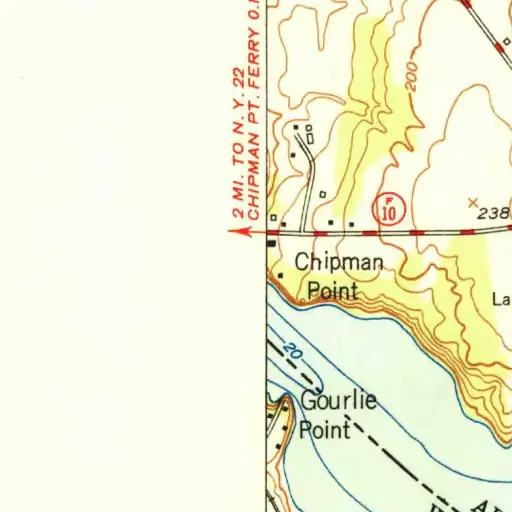 2 MI. TO N.Y. 22
CHIPMAN PT. FERRY 0.
200
F
10
238
Chipman
Point
La
20
Gourlie
Point